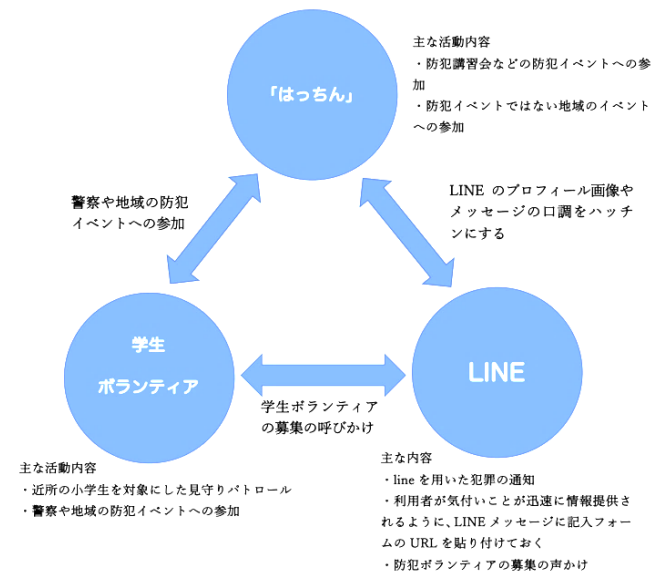 主な活動内容
・防犯講習会などの防犯イベントへの参
加
・防犯イベントではない地域のイベント
への参加
「はっちん」
警察や地域の防犯
イベントへの参加
LINE のプロフィール画像や
メッセージの口調をハッチ
ンにする
学生
ボランティア
LINE
学生ボランティア
の募集の呼びかけ
主な活動内容
・近所の小学生を対象にした見守りパトロール
・警察や地域の防犯イベントへの参加
主な内容
・line を用いた犯罪の通知
・利用者が気付いことが迅速に情報提供さ
れるように、LINE メッセージに記入フォー
ムの URL を貼り付けておく
・防犯ボランティアの募集の声かけ